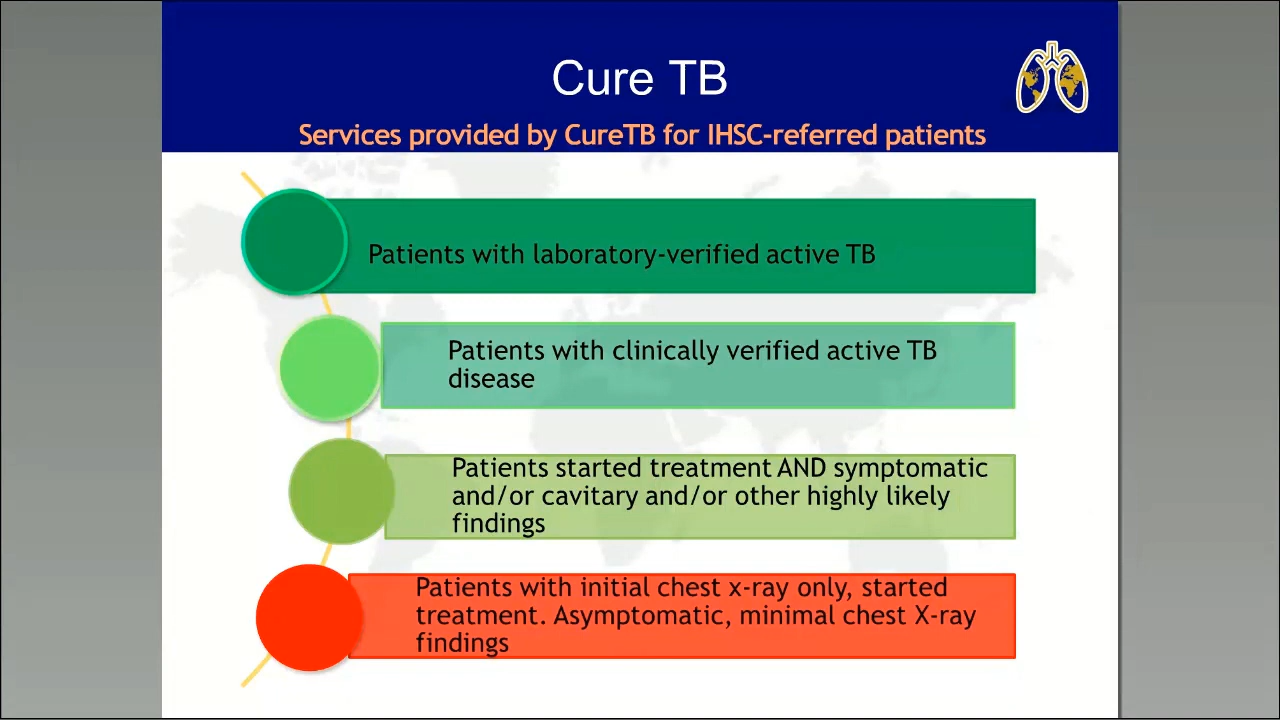 Cure TB
Services provided by CureTB for IHSC-referred patients
Patients with laboratory-verified active TB
Patients with clinically verified active TB
disease
Patients started treatment AND symptomatic
and/or cavitary and/or other highly likely
findings
Patients with initial chest x-ray only, started
treatment. Asymptomatic, minimal chest X-ray
findings